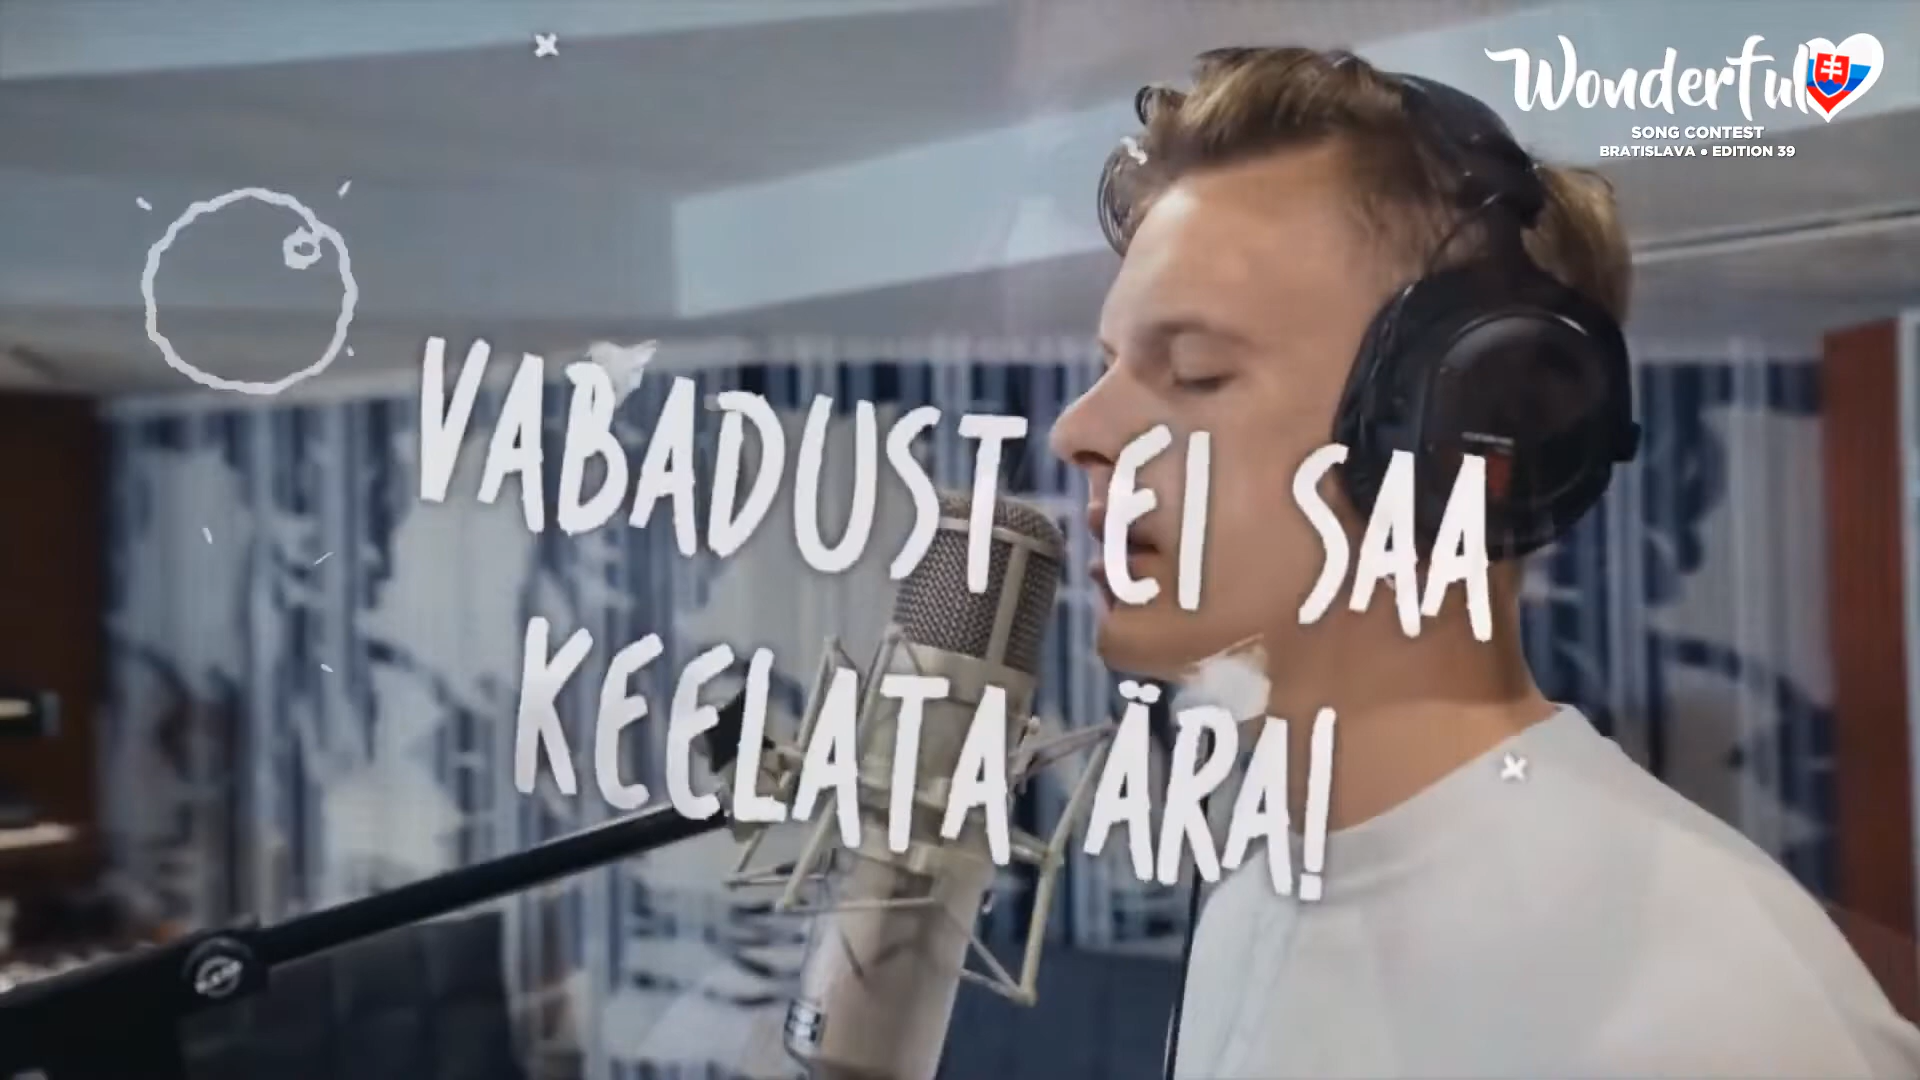 Wonderful
SONG CONTEST
BRATISLAVA • EDITION 39
VABADUST EI SAA
KEELATA ÄRA!